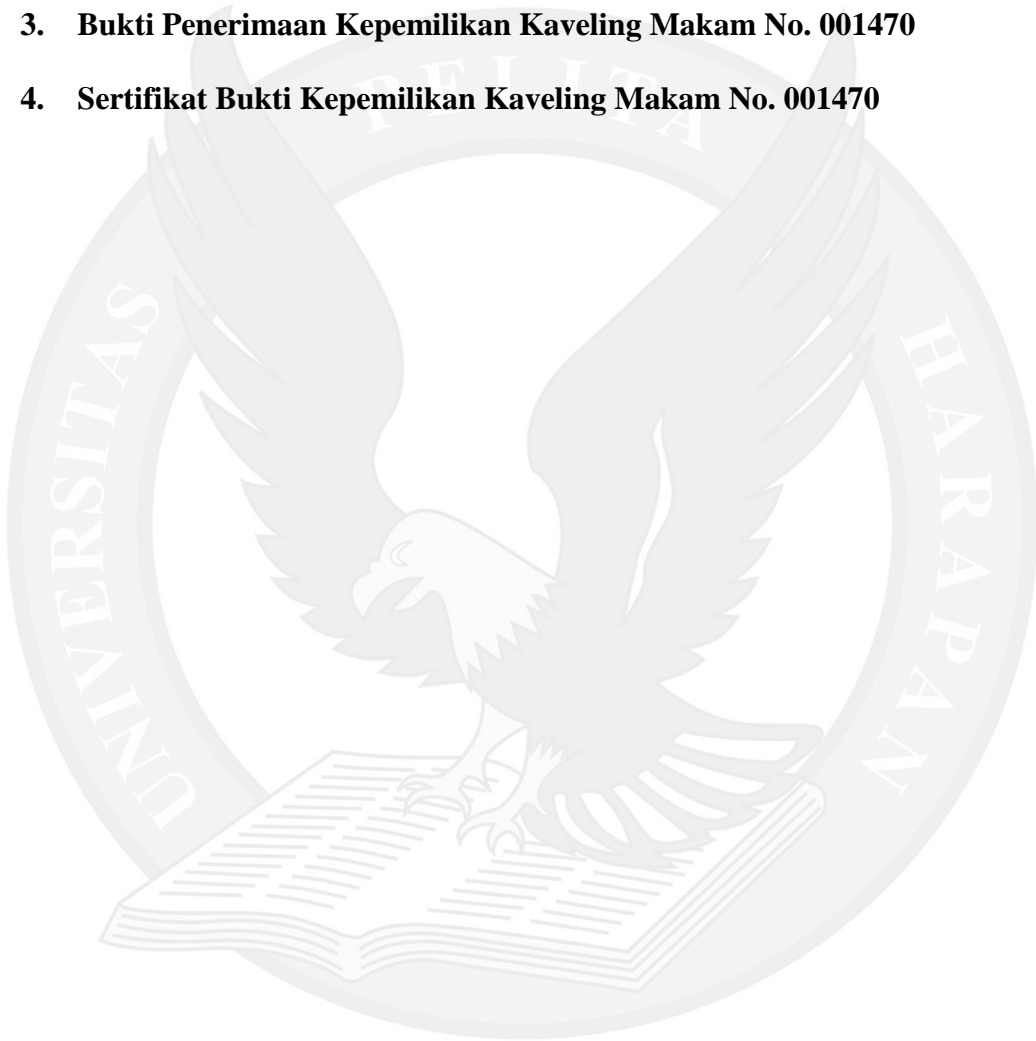 3. Bukti Penerimaan Kepemilikan Kaveling Makam No. 001470
4. Sertifikat Bukti Kepemilikan Kaveling Makam No. 001470
UNIVERSITAS PELITA HARAPAN